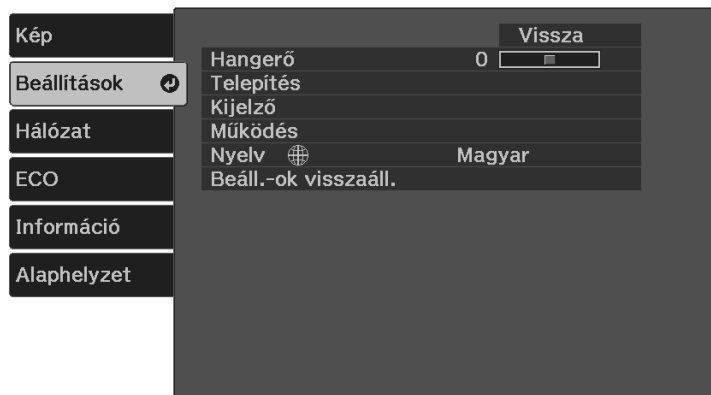 Kép
Beállítások
Hálózat
ECO
Információ
Alaphelyzet
Vissza
Hangerő 0
Telepítés
Kijelző
Működés
Nyelv Magyar
Beáll.-ok visszaáll.